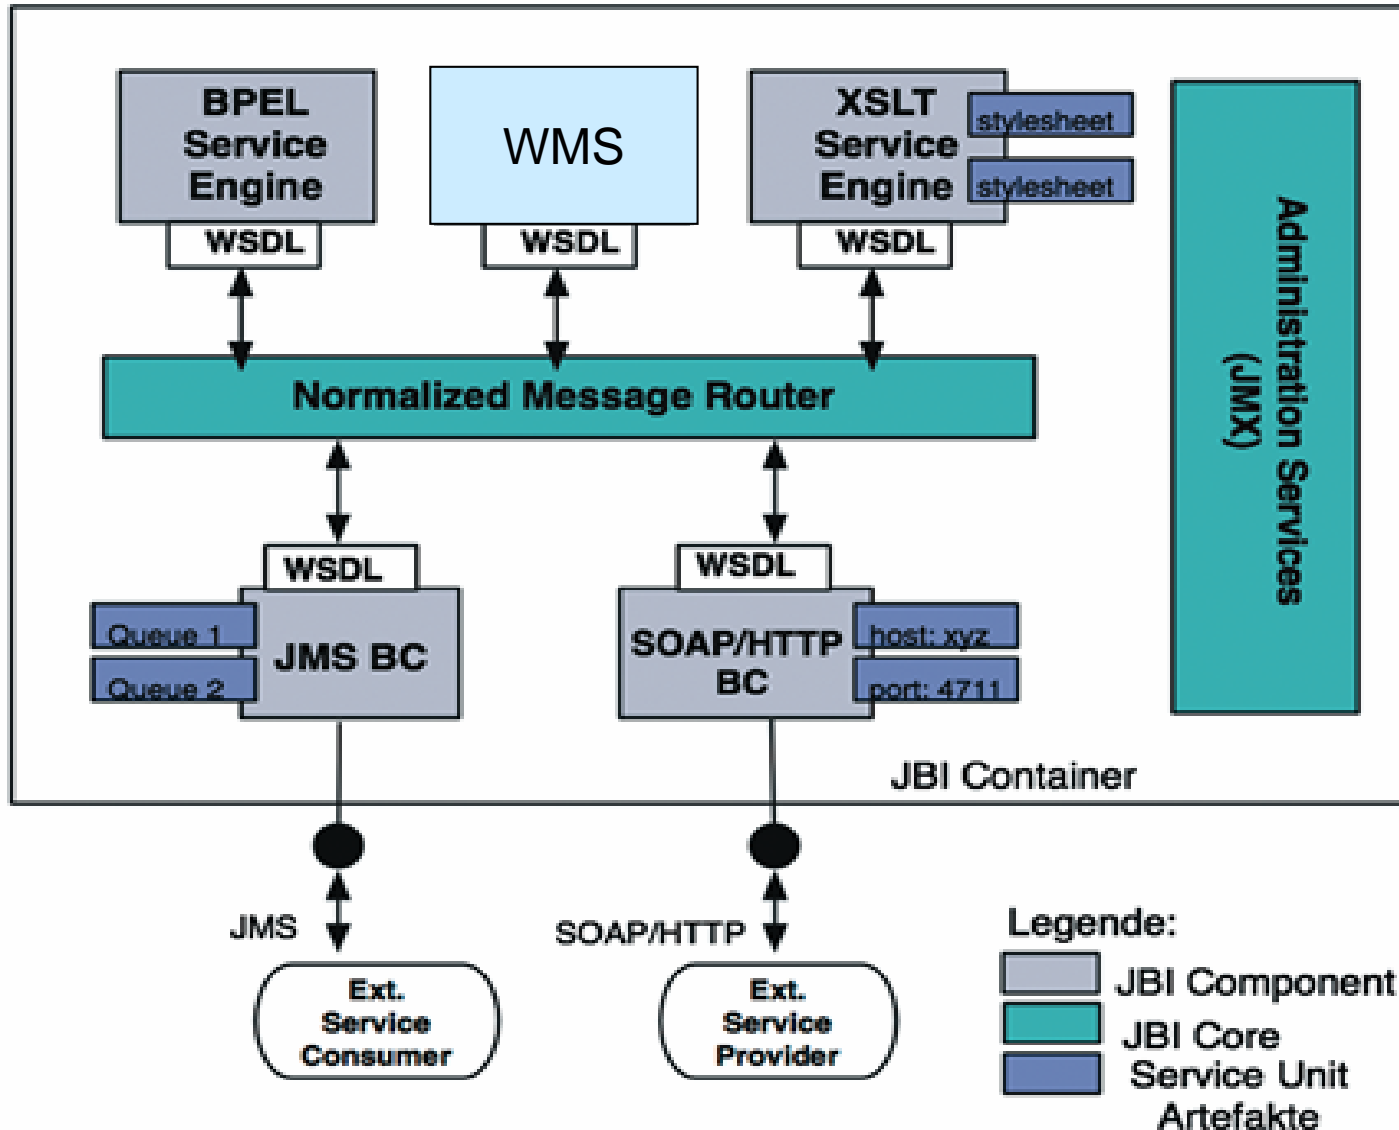 BPEL
Service
Engine
WSDL
WMS
WSDL
XSLT
Service
Engine
stylesheet
stylesheet
WSDL
Administration Services
(JMX)
Normalized Message Router
WSDL
JMS BC
Queue 1
Queue 2
WSDL
SOAP/HTTP
BC
host: xyz
port: 4711
JBI Container
JMS
SOAP/HTTP
Ext.
Service
Consumer
Ext.
Service
Provider
Legende:
JBI Component
JBI Core
Service Unit
Artefakte